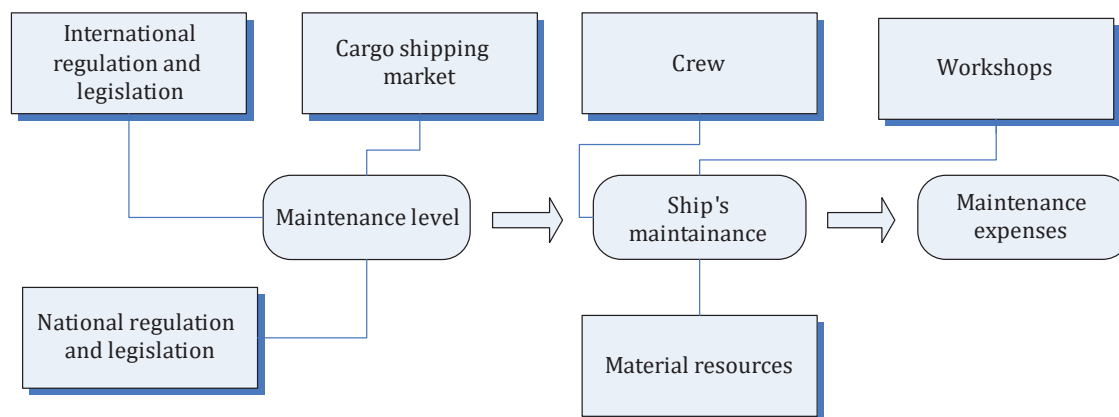 International
regulation and
legislation
Cargo shipping
market
Crew
Workshops
Maintenance level
Ship's
maintainance
Maintenance
expenses
National regulation
and legislation
Material resources